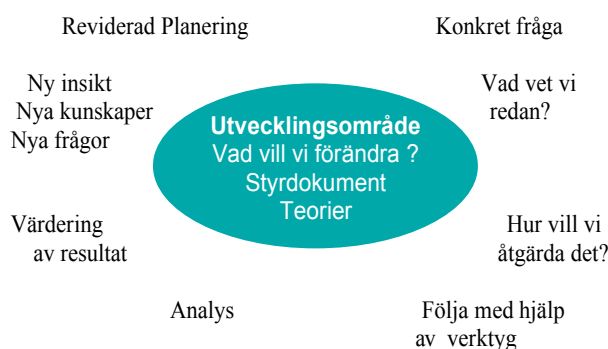 Reviderad Planering
Konkret fråga
Ny insikt
Nya kunskaper
Nya frågor
Vad vet vi
redan?
Utvecklingsområde
Vad vill vi förändra ?
Styrdokument
Teorier
Värdering
av resultat
Hur vill vi
åtgärda det?
Analys
Följa med hjälp
av verktyg